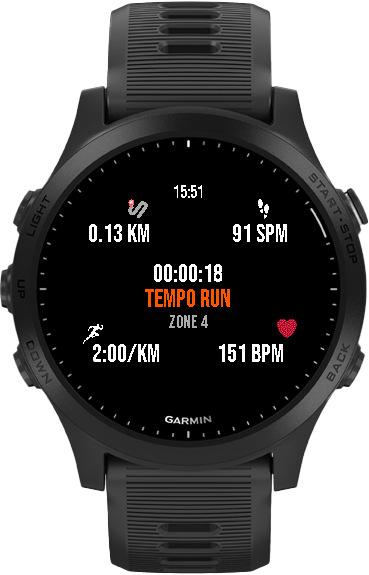 LIGHT
START·STOP
UP
DOWN
BACK
15:51
0.13 KM
91 SPM
00:00:18
TEMPO RUN
ZONE 4
2:00/KM
151 BPM
GARMIN